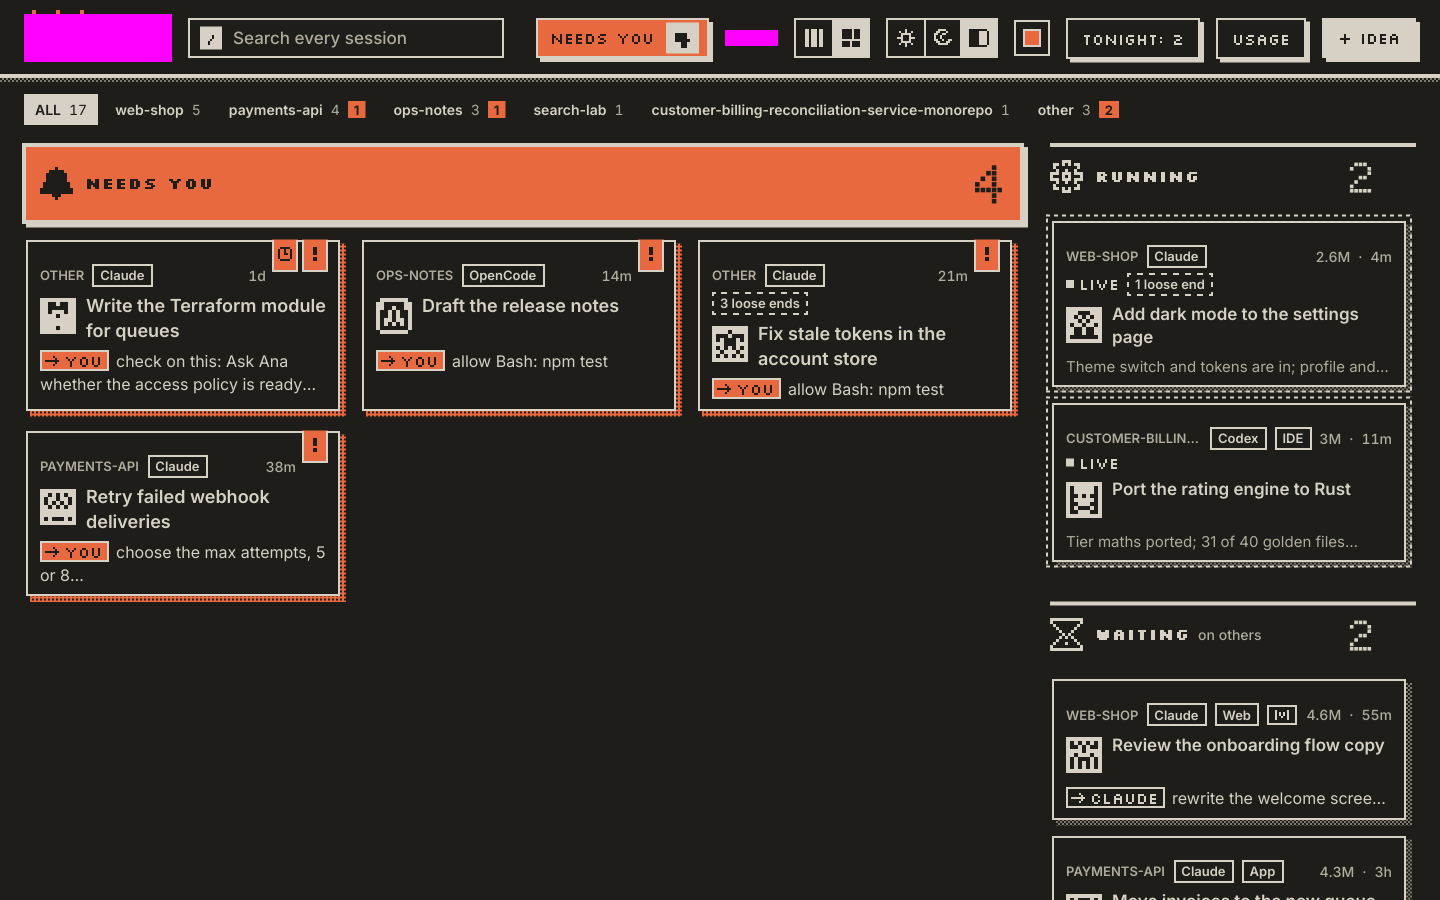 Search every session
NEEDS YOU
TONIGHT: 2
USAGE
+ IDEA
ALL 17
web-shop 5
payments-api 4 1
ops-notes 3 1
search-lab 1
customer-billing-reconciliation-service-monorepo 1
other 3 2
NEEDS YOU 4
OTHER Claude 1d !
Write the Terraform module
for queues
→ YOU check on this: Ask Ana
whether the access policy is ready...
OPS-NOTES OpenCode 14m !
Draft the release notes
→ YOU allow Bash: npm test
OTHER Claude 21m !
3 loose ends
Fix stale tokens in the
account store
→ YOU allow Bash: npm test
PAYMENTS-API Claude 38m !
Retry failed webhook
deliveries
→ YOU choose the max attempts, 5
or 8...
RUNNING 2
WEB-SHOP Claude 2.6M · 4m
LIVE 1 loose end
Add dark mode to the settings
page
Theme switch and tokens are in; profile and...
CUSTOMER-BILLIN... Codex IDE 3M · 11m
LIVE
Port the rating engine to Rust
Tier maths ported; 31 of 40 golden files...
WAITING on others 2
WEB-SHOP Claude Web 4.6M · 55m
Review the onboarding flow copy
→ CLAUDE rewrite the welcome scree...
PAYMENTS-API Claude App 4.3M · 3h
Move invoices to the new queue